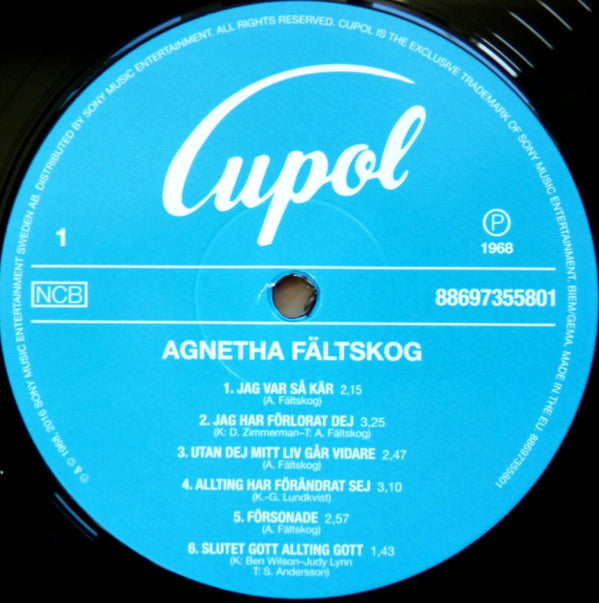 ℗ & © 1968, 2016 SONY MUSIC ENTERTAINMENT SWEDEN AB. DISTRIBUTED BY SONY MUSIC ENTERTAINMENT. ALL RIGHTS RESERVED. CUPOL IS THE EXCLUSIVE TRADEMARK OF SONY MUSIC ENTERTAINMENT. BIEM/GEMA. MADE IN THE EU. 88697355801
Cupol
1
℗
1968
NCB
88697355801
AGNETHA FÄLTSKOG
1. JAG VAR SÅ KÄR 2,15
(A. Fältskog)
2. JAG HAR FÖRLORAT DEJ 3,25
(K: D. Zimmerman–T: A. Fältskog)
3. UTAN DEJ MITT LIV GÅR VIDARE 2,47
(A. Fältskog)
4. ALLTING HAR FÖRÄNDRAT SEJ 3,10
(K.-G. Lundkvist)
5. FÖRSONADE 2,57
(A. Fältskog)
6. SLUTET GOTT ALLTING GOTT 1,43
(K: Ben Wilson–Judy Lynn
T: S. Andersson)